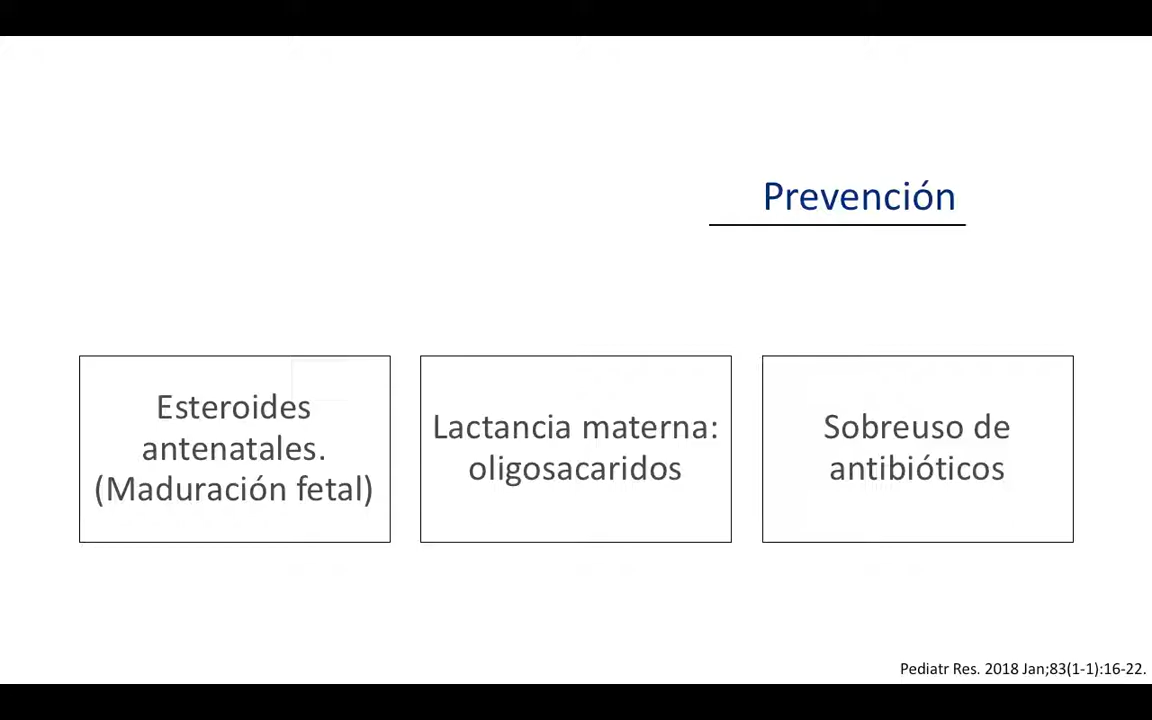 Prevención
Esteroides
antenatales.
(Maduración fetal)
Lactancia materna:
oligosacaridos
Sobreuso de
antibióticos
Pediatr Res. 2018 Jan;83(1-1):16-22.